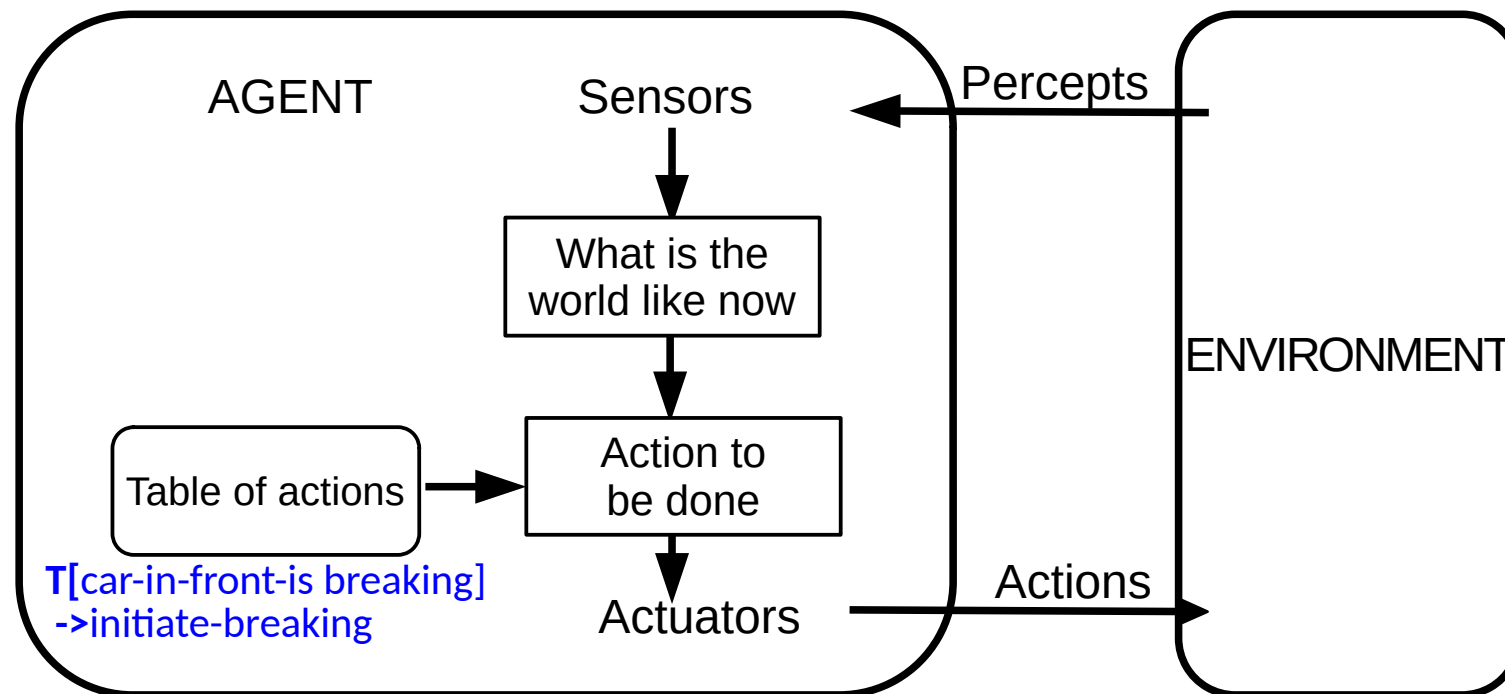 AGENT
Sensors
Percepts
What is the
world like now
ENVIRONMENT
Action to
be done
Table of actions
T[car-in-front-is breaking]
->initiate-breaking
Actuators
Actions